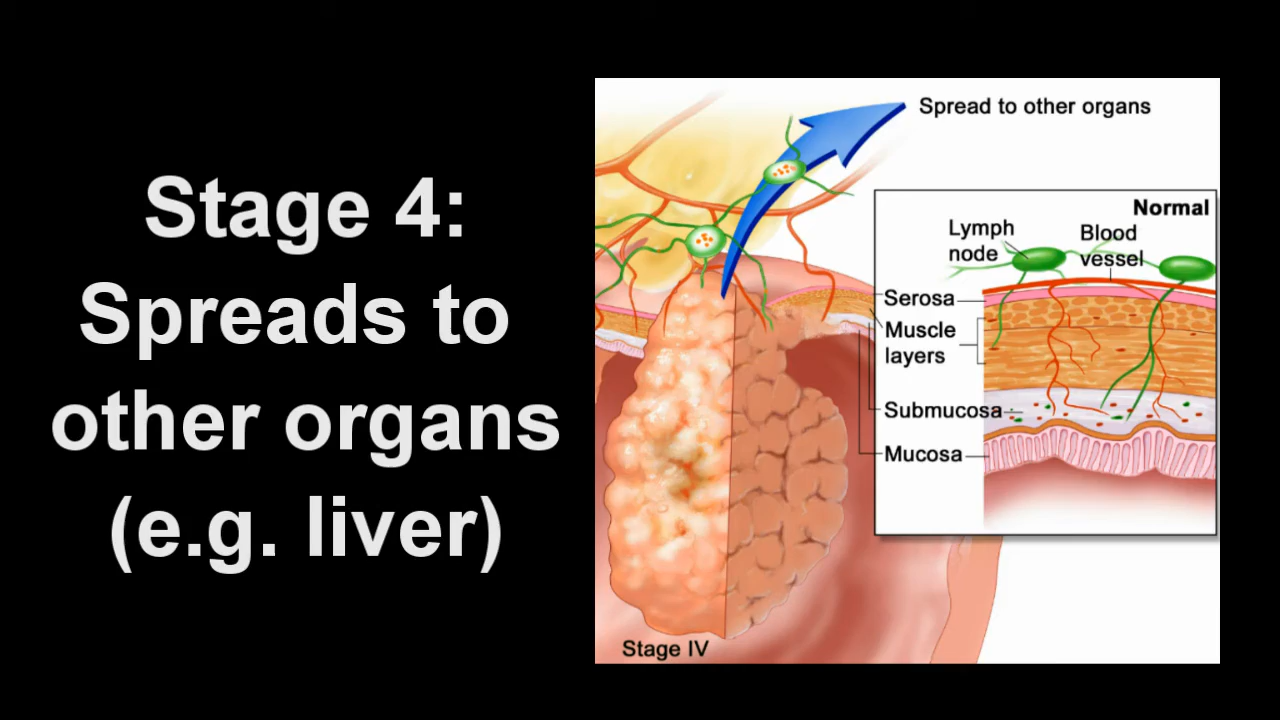 Stage 4:
Spreads to
other organs
(e.g. liver)
Spread to other organs
Normal
Lymph
node
Blood
vessel
Serosa
Muscle
layers
Submucosa
Mucosa
Stage IV